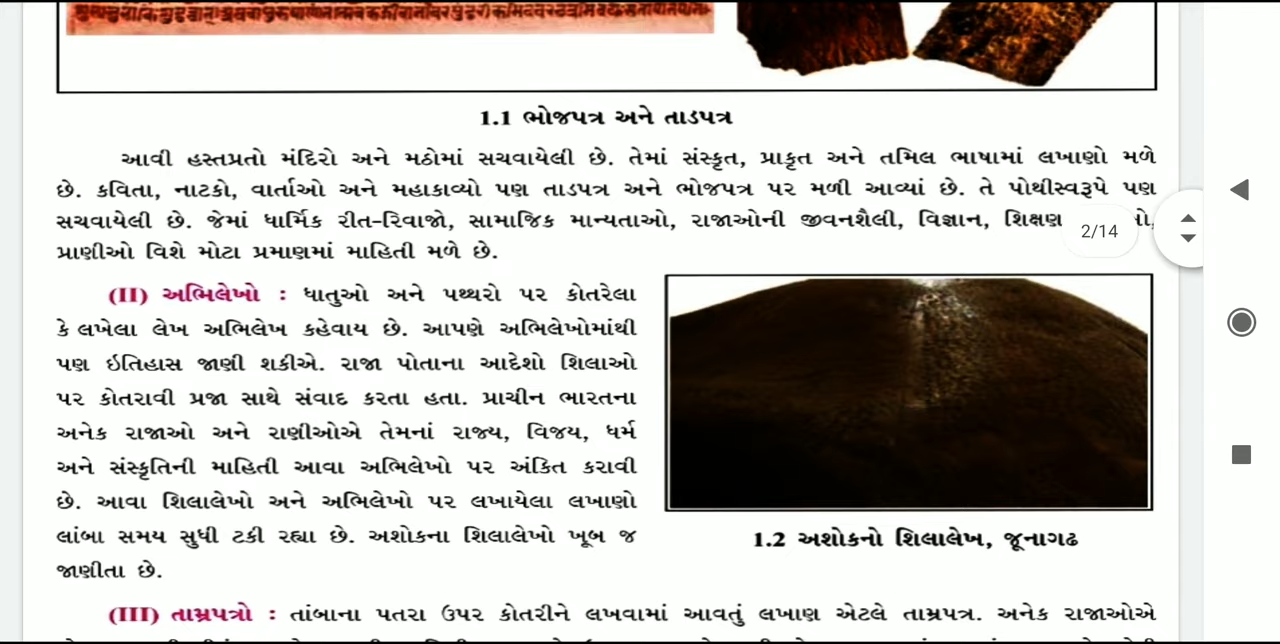 1.1 ભોજપત્ર અને તાડપત્ર
આવી હસ્તપ્રતો મંદિરો અને મઠોમાં સચવાયેલી છે. તેમાં સંસ્કૃત, પ્રાકૃત અને તમિલ ભાષામાં લખાણો મળે
છે. કવિતા, નાટકો, વાર્તાઓ અને મહાકાવ્યો પણ તાડપત્ર અને ભોજપત્ર પર મળી આવ્યાં છે. તે પોથીસ્વરૂપે પણ
સચવાયેલી છે. જેમાં ધાર્મિક રીત-રિવાજો, સામાજિક માન્યતાઓ, રાજાઓની જીવનશૈલી, વિજ્ઞાન, શિક્ષણ
2/14
પ્રાણીઓ વિશે મોટા પ્રમાણમાં માહિતી મળે છે.
(II) અભિલેખો : ધાતુઓ અને પથ્થરો પર કોતરેલા
કે લખેલા લેખ અભિલેખ કહેવાય છે. આપણે અભિલેખોમાંથી
પણ ઇતિહાસ જાણી શકીએ. રાજા પોતાના આદેશો શિલાઓ
પર કોતરાવી પ્રજા સાથે સંવાદ કરતા હતા. પ્રાચીન ભારતના
અનેક રાજાઓ અને રાણીઓએ તેમનાં રાજ્ય, વિજય, ધર્મ
અને સંસ્કૃતિની માહિતી આવા અભિલેખો પર અંકિત કરાવી
છે. આવા શિલાલેખો અને અભિલેખો પર લખાયેલા લખાણો
લાંબા સમય સુધી ટકી રહ્યા છે. અશોકના શિલાલેખો ખૂબ જ
જાણીતા છે.
1.2 અશોકનો શિલાલેખ, જૂનાગઢ
(III) તામ્રપત્રો : તાંબાના પતરા ઉપર કોતરીને લખવામાં આવતું લખાણ એટલે તામ્રપત્ર. અનેક રાજાઓએ